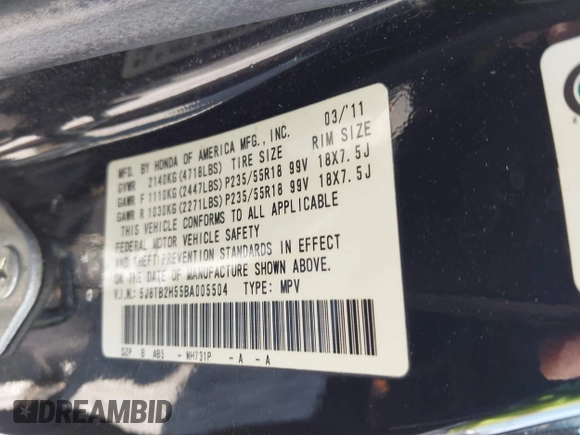 MFD. BY HONDA OF AMERICA MFG., INC. 03/'11
GVWR 2140KG(4718LBS) TIRE SIZE RIM SIZE
GAWR F 1110KG(2447LBS)P235/55R18 99V 18X7.5J
GAWR R 1030KG(2271LBS)P235/55R18 99V 18X7.5J
THIS VEHICLE CONFORMS TO ALL APPLICABLE
FEDERAL MOTOR VEHICLE SAFETY
AND THEFT PREVENTION STANDARDS IN EFFECT
ON THE DATE OF MANUFACTURE SHOWN ABOVE.
V.I.N.: 5J8TB2H55BA005504 TYPE: MPV
SZP B AB5 - NH731P - A - A
DREAMBID